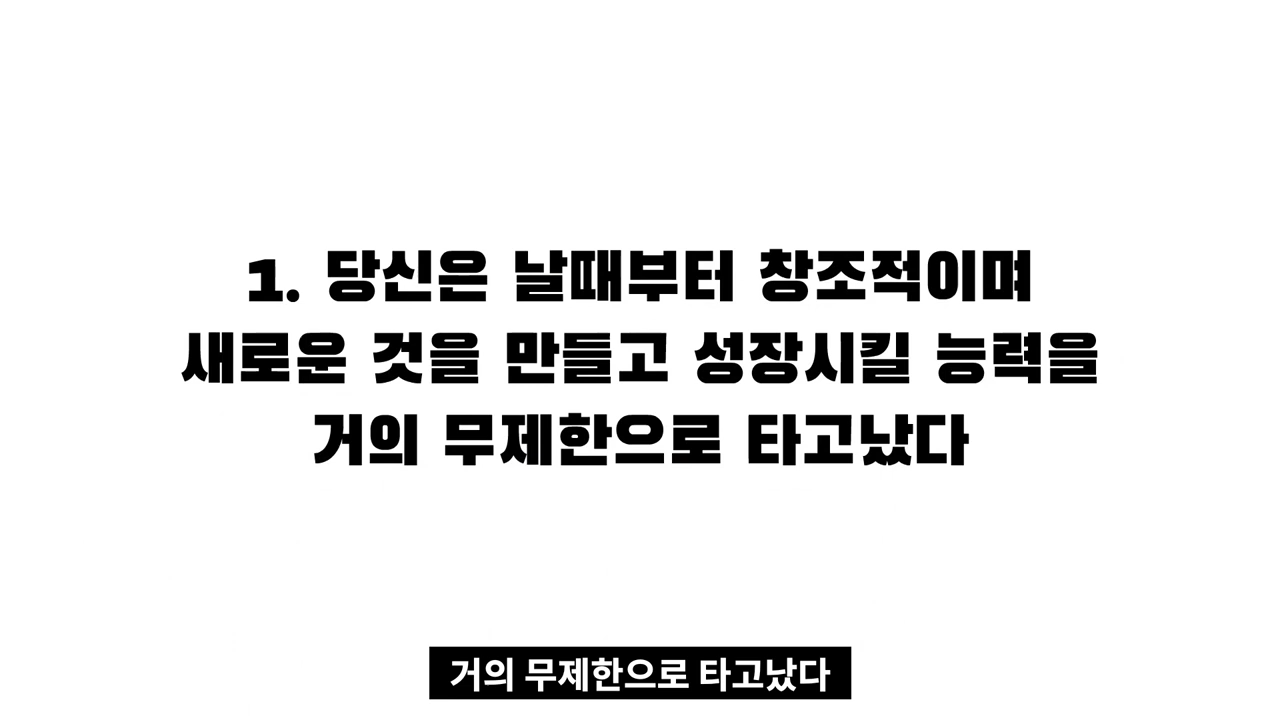 1. 당신은 날때부터 창조적이며
새로운 것을 만들고 성장시킬 능력을
거의 무제한으로 타고났다
거의 무제한으로 타고났다